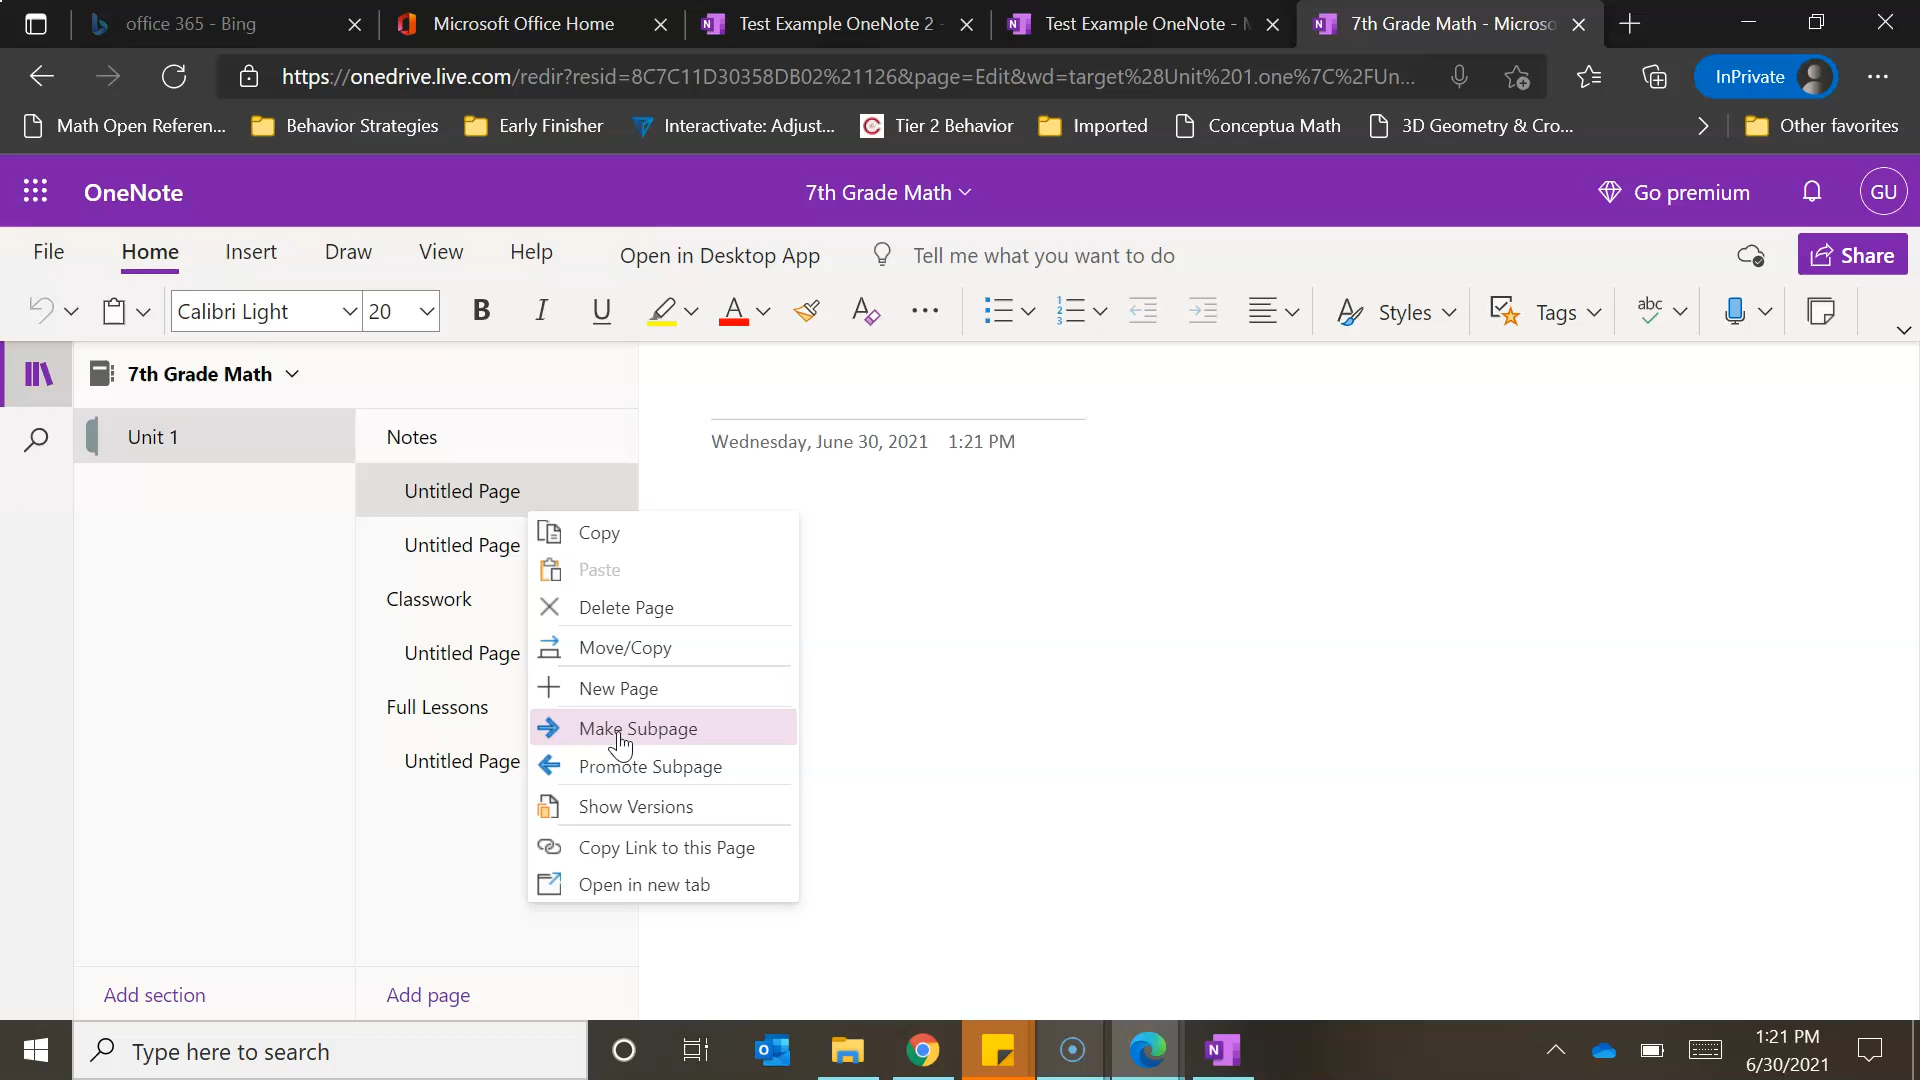 office 365 - Bing
Microsoft Office Home
Test Example OneNote 2 -
Test Example OneNote -
7th Grade Math - Microso
https://onedrive.live.com/redir?resid=8C7C11D30358DB02%21126&page=Edit&wd=target%28Unit%201.one%7C%2FUn...
InPrivate
Math Open Referen...
Behavior Strategies
Early Finisher
Interactivate: Adjust...
Tier 2 Behavior
Imported
Conceptua Math
3D Geometry & Cro...
Other favorites
OneNote
7th Grade Math
Go premium
GU
File
Home
Insert
Draw
View
Help
Open in Desktop App
Tell me what you want to do
Share
Calibri Light
20
B
I
U
A
Styles
Tags
abc
7th Grade Math
Unit 1
Notes
Untitled Page
Untitled Page
Classwork
Untitled Page
Full Lessons
Untitled Page
Wednesday, June 30, 2021 1:21 PM
Copy
Paste
Delete Page
Move/Copy
New Page
Make Subpage
Promote Subpage
Show Versions
Copy Link to this Page
Open in new tab
Add section
Add page
Type here to search
1:21 PM
6/30/2021